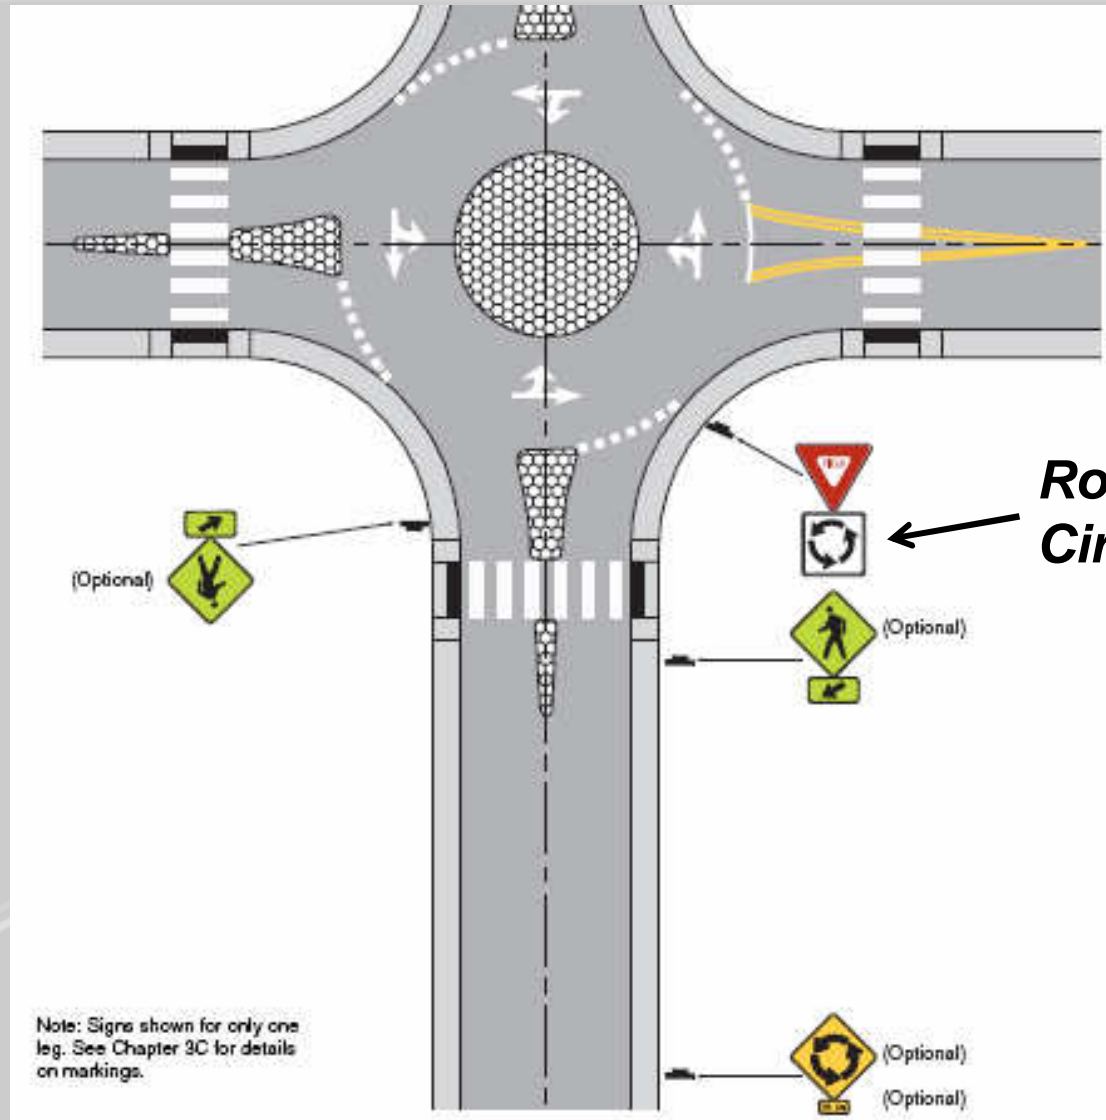 Ro
Cir
(Optional)
(Optional)
Note: Signs shown for only one
leg. See Chapter 3C for details
on markings.
(Optional)
(Optional)